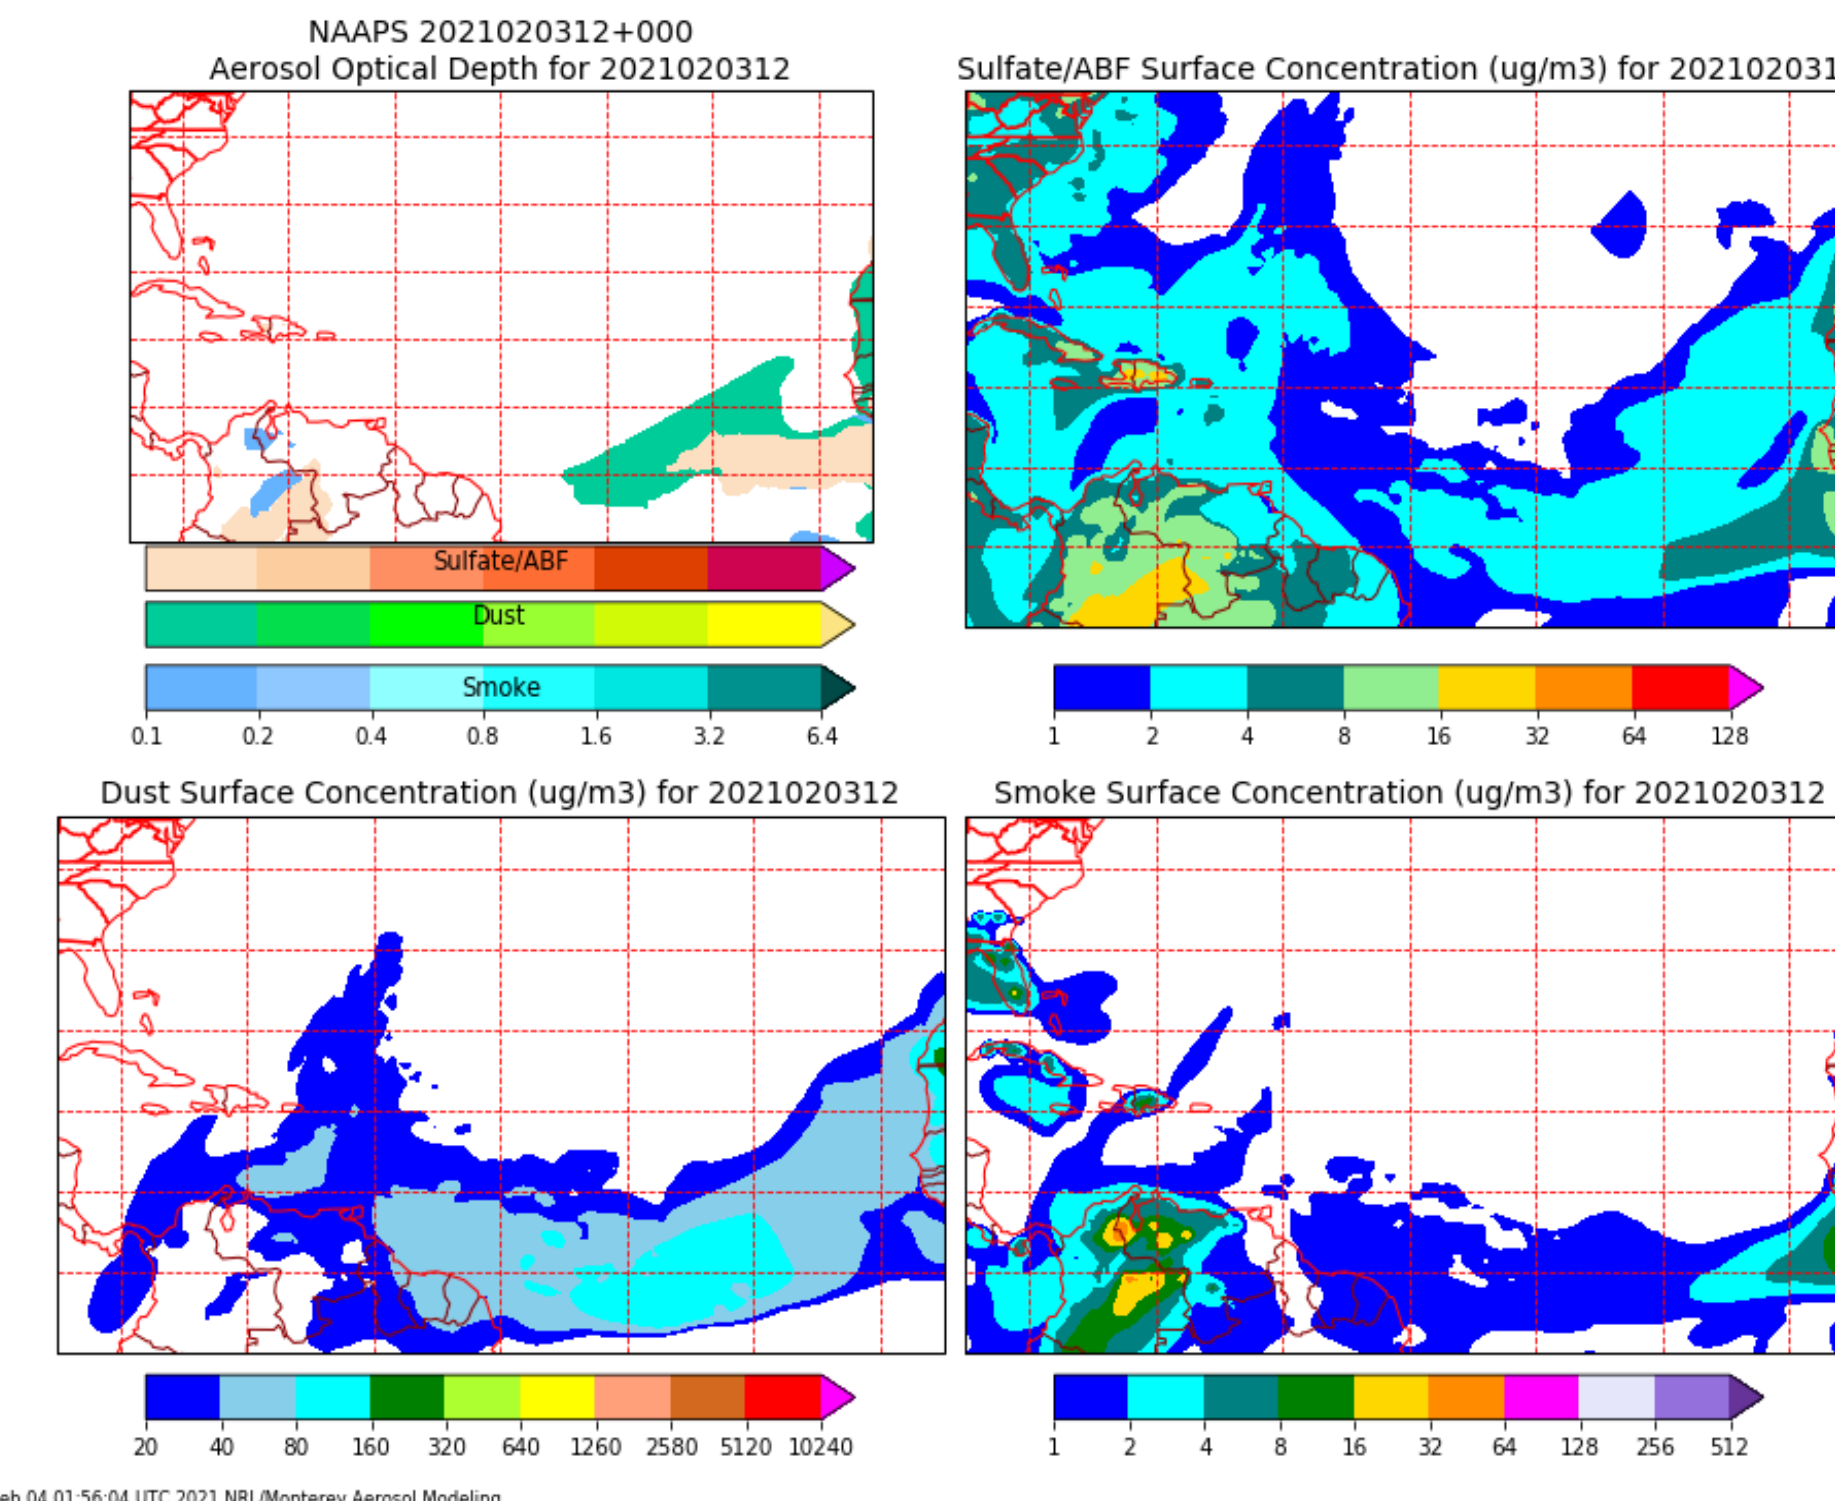 NAAPS 2021020312+000
Aerosol Optical Depth for 2021020312
Sulfate/ABF Surface Concentration (ug/m3) for 202102031
Sulfate/ABF
Dust
Smoke
0.1 0.2 0.4 0.8 1.6 3.2 6.4
1 2 4 8 16 32 64 128
Dust Surface Concentration (ug/m3) for 2021020312
Smoke Surface Concentration (ug/m3) for 2021020312
20 40 80 160 320 640 1260 2580 5120 10240
1 2 4 8 16 32 64 128 256 512
eb 04 01:56:04 UTC 2021 NRL/Monterey Aerosol Modeling